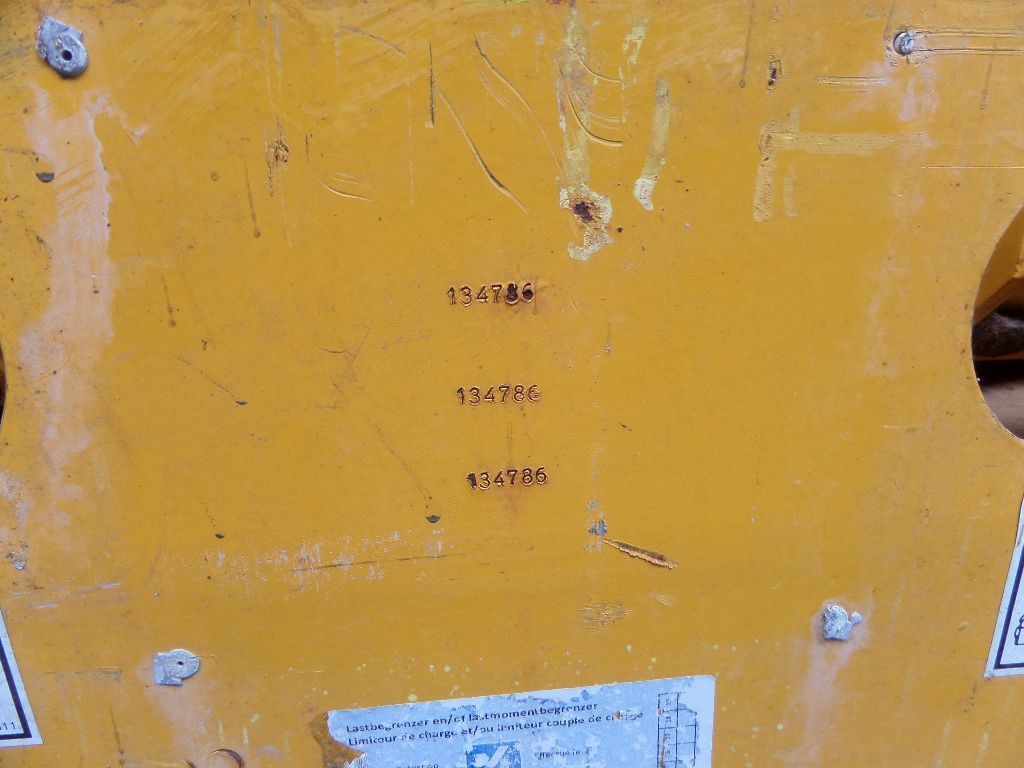 134786
134786
134786
Lastbegrenzer en/of lastmomentbegrenzer
Limiteur de charge et/ou limiteur couple de charge